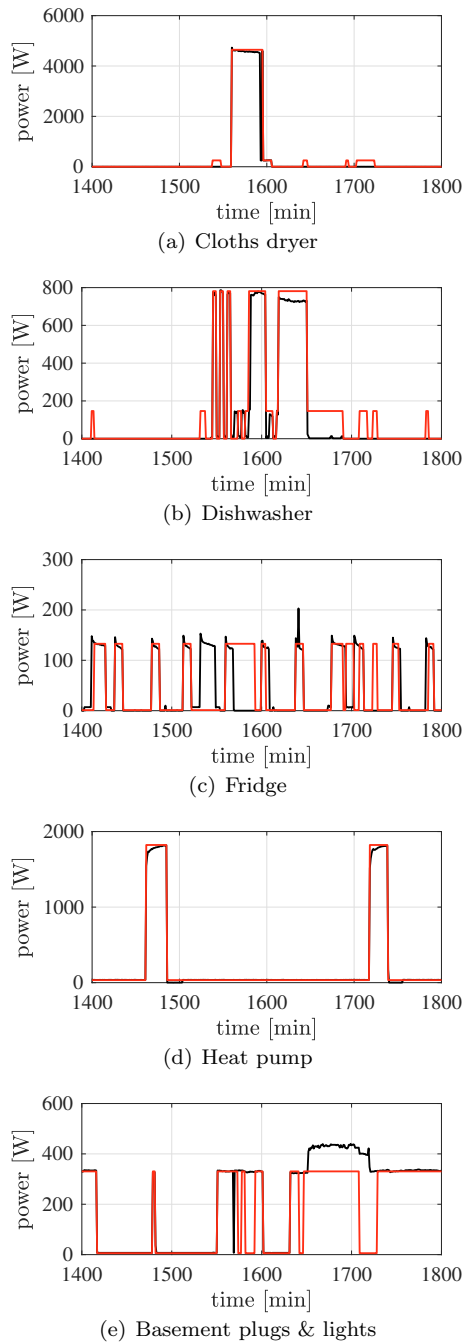 power [W]
6000
4000
2000
0
1400 1500 1600 1700 1800
time [min]
(a) Cloths dryer
power [W]
800
600
400
200
0
1400 1500 1600 1700 1800
time [min]
(b) Dishwasher
power [W]
300
200
100
0
1400 1500 1600 1700 1800
time [min]
(c) Fridge
power [W]
2000
1000
0
1400 1500 1600 1700 1800
time [min]
(d) Heat pump
power [W]
600
400
200
0
1400 1500 1600 1700 1800
time [min]
(e) Basement plugs & lights